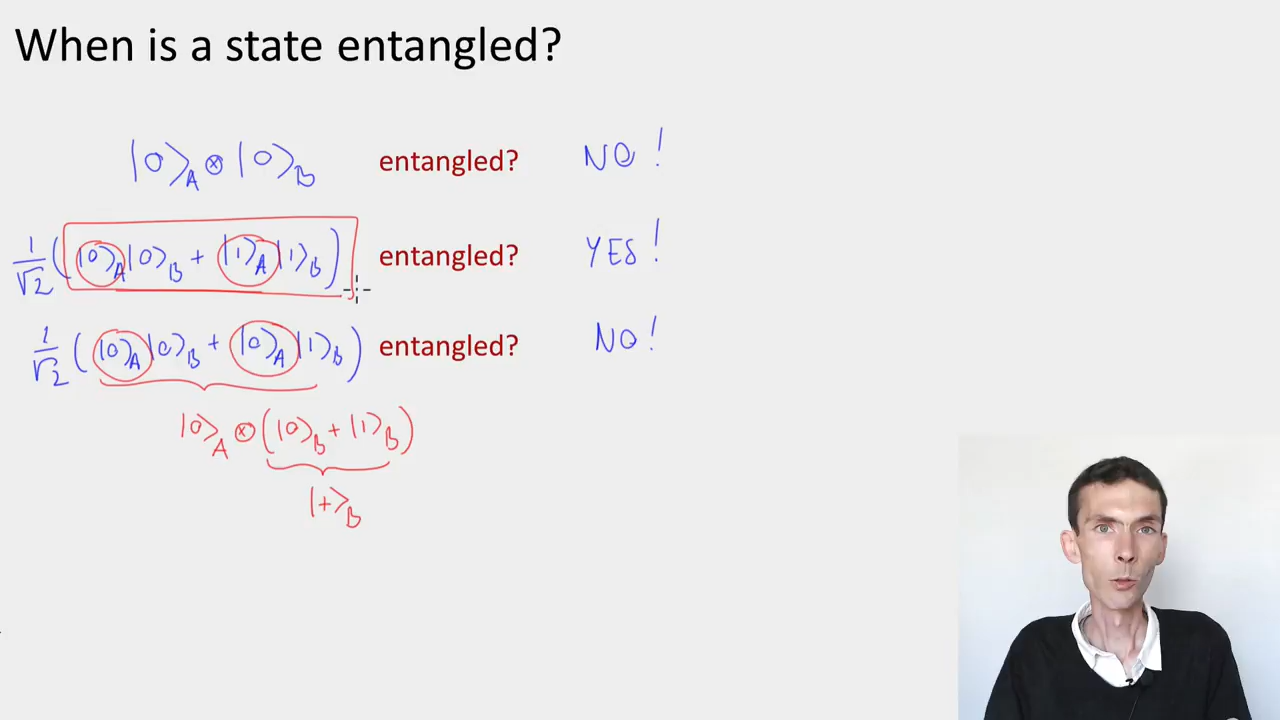 When is a state entangled?
|0⟩_A ⊗ |0⟩_B entangled? NO!
1/√2 (|0⟩_A |0⟩_B + |1⟩_A |1⟩_B) entangled? YES!
1/√2 (|0⟩_A |0⟩_B + |0⟩_A |1⟩_B) entangled? NO!
|0⟩_A ⊗ (|0⟩_B + |1⟩_B)
|+⟩_B